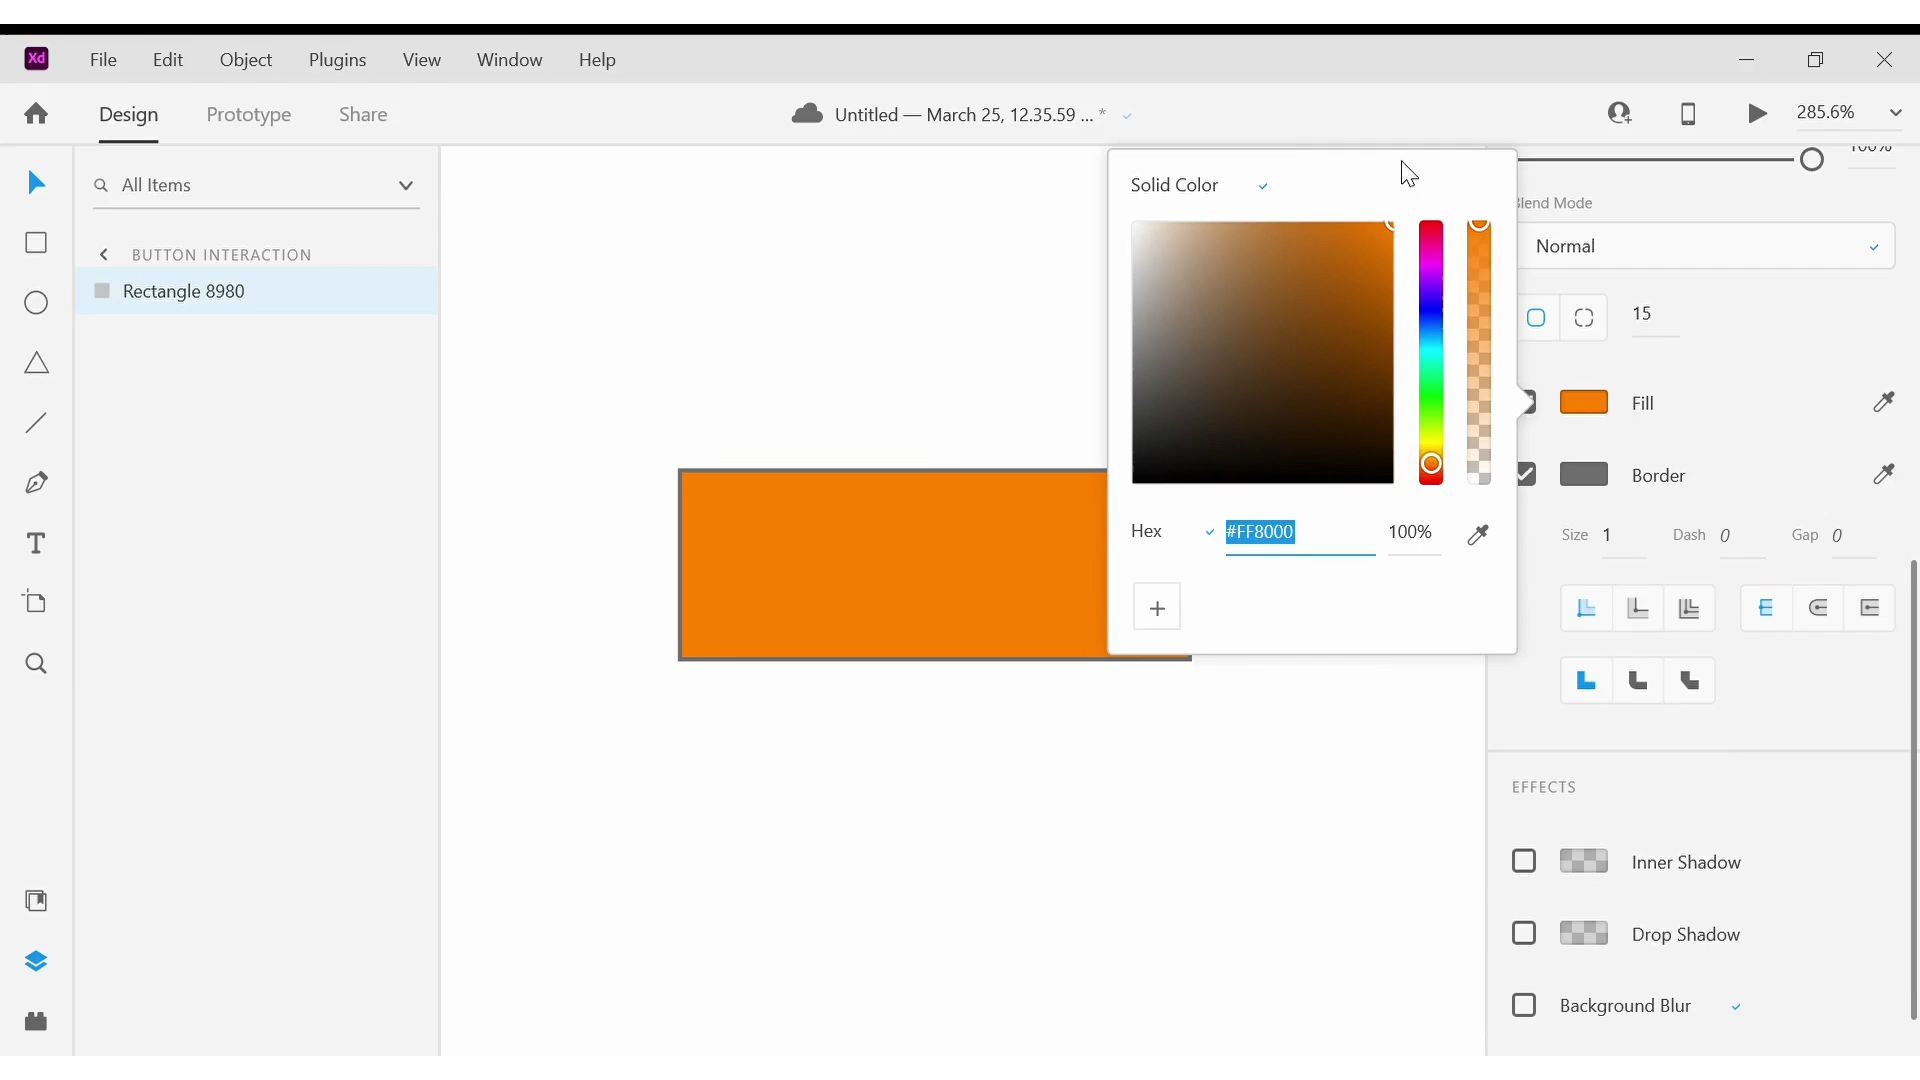 Xd File Edit Object Plugins View Window Help
Design Prototype Share Untitled — March 25, 12.35.59 ... * 285.6%
All Items
BUTTON INTERACTION
Rectangle 8980
Solid Color
Hex #FF8000 100%
+
100%
Blend Mode
Normal
15
Fill
Border
Size 1 Dash 0 Gap 0
EFFECTS
Inner Shadow
Drop Shadow
Background Blur